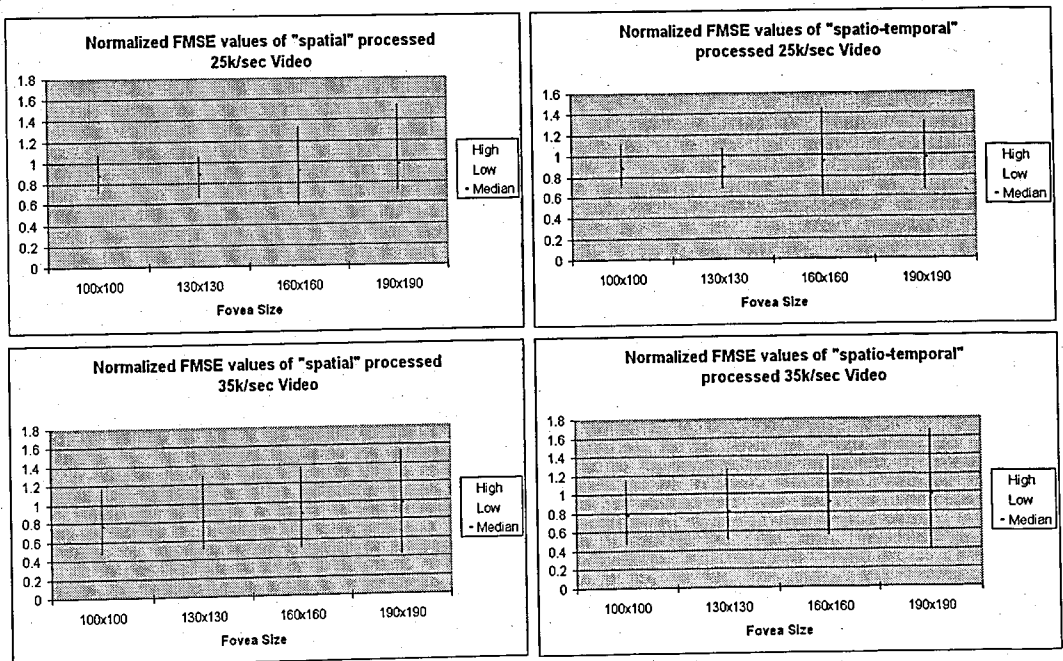 Normalized FMSE values of "spatial" processed
25k/sec Video
1.8
1.6
1.4
1.2
1
0.8
0.6
0.4
0.2
0
100x100 130x130 160x160 190x190
Fovea Size
High
Low
Median
Normalized FMSE values of "spatio-temporal"
processed 25k/sec Video
1.6
1.4
1.2
1
0.8
0.6
0.4
0.2
0
100x100 130x130 160x160 190x190
Fovea Size
High
Low
Median
Normalized FMSE values of "spatial" processed
35k/sec Video
1.8
1.6
1.4
1.2
1
0.8
0.6
0.4
0.2
0
100x100 130x130 160x160 190x190
Fovea Size
High
Low
Median
Normalized FMSE values of "spatio-temporal"
processed 35k/sec Video
1.8
1.6
1.4
1.2
1
0.8
0.6
0.4
0.2
0
100x100 130x130 160x160 190x190
Fovea Size
High
Low
Median